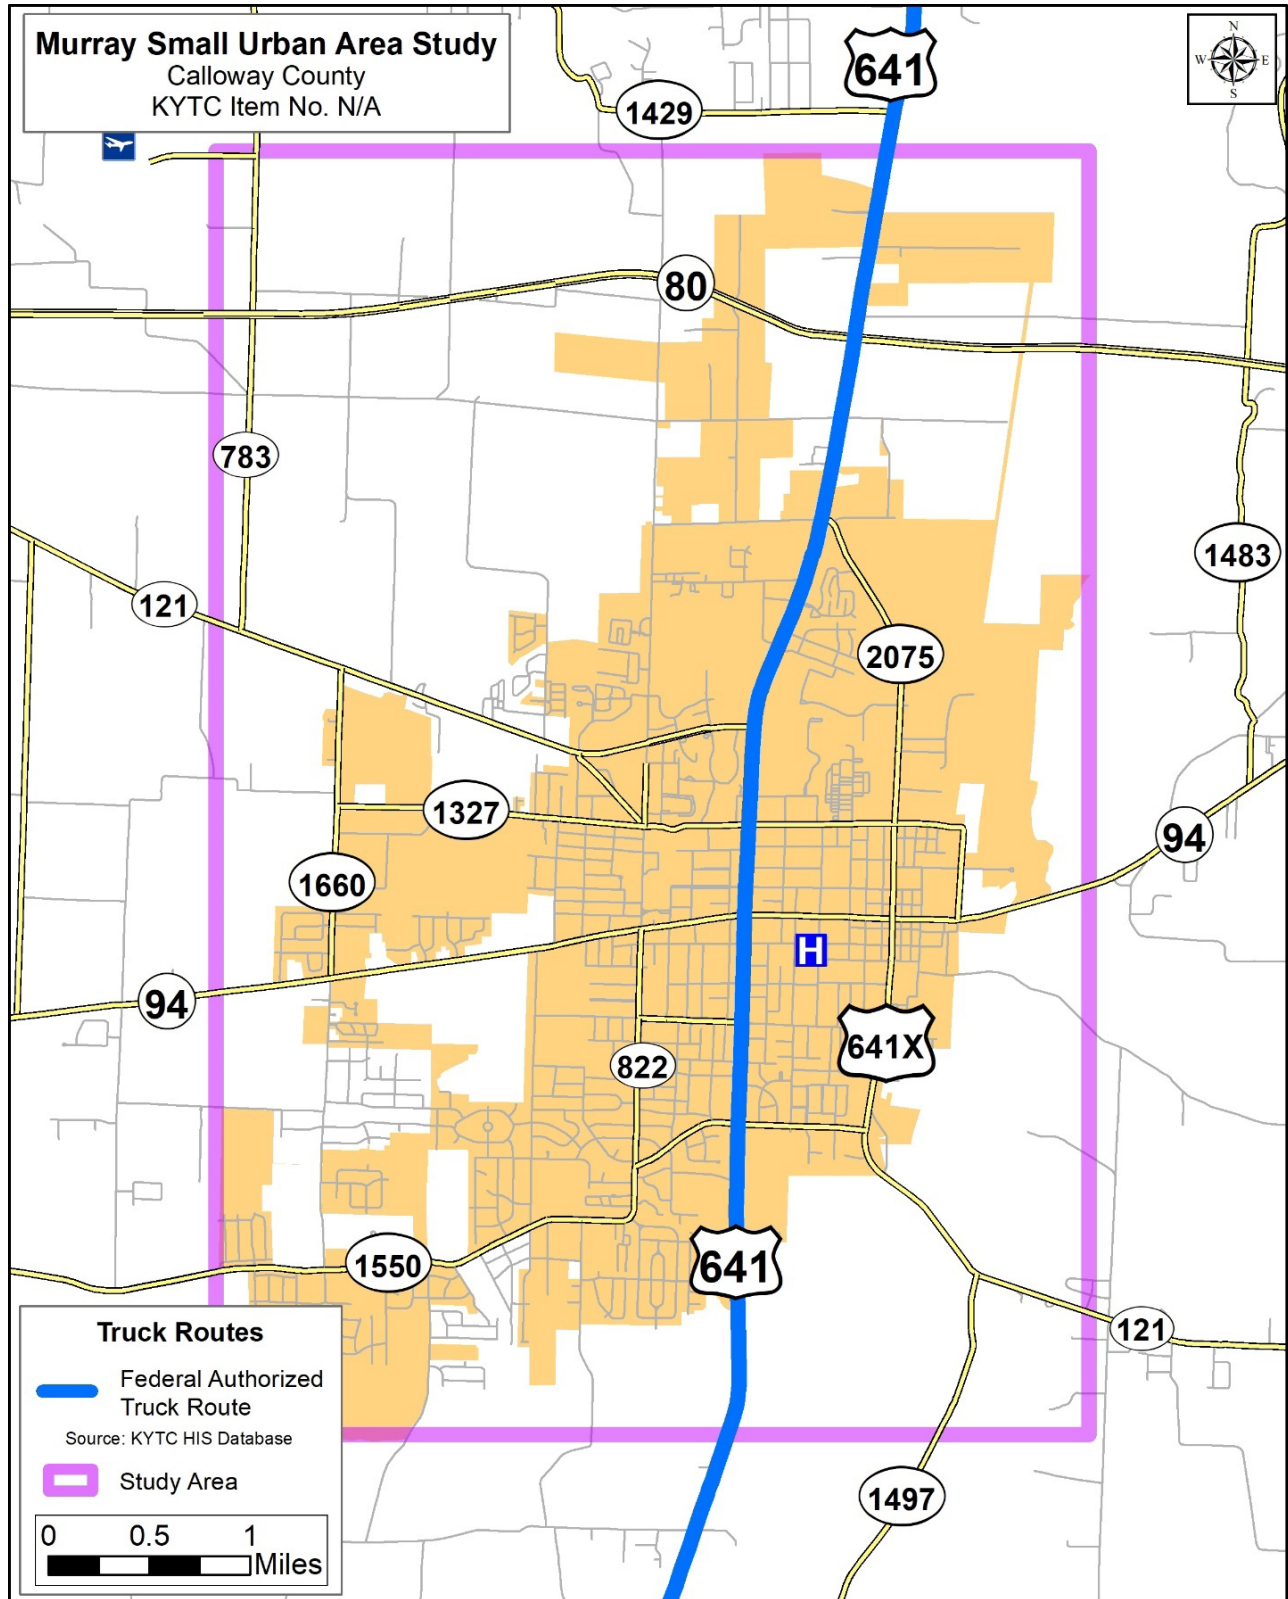 Murray Small Urban Area Study
Calloway County
KYTC Item No. N/A
641
N
W E
S
1429
80
783
1483
121
2075
1327
94
1660
H
94
641X
822
641
1550
121
1497
Truck Routes
Federal Authorized
Truck Route
Source: KYTC HIS Database
Study Area
0 0.5 1
Miles